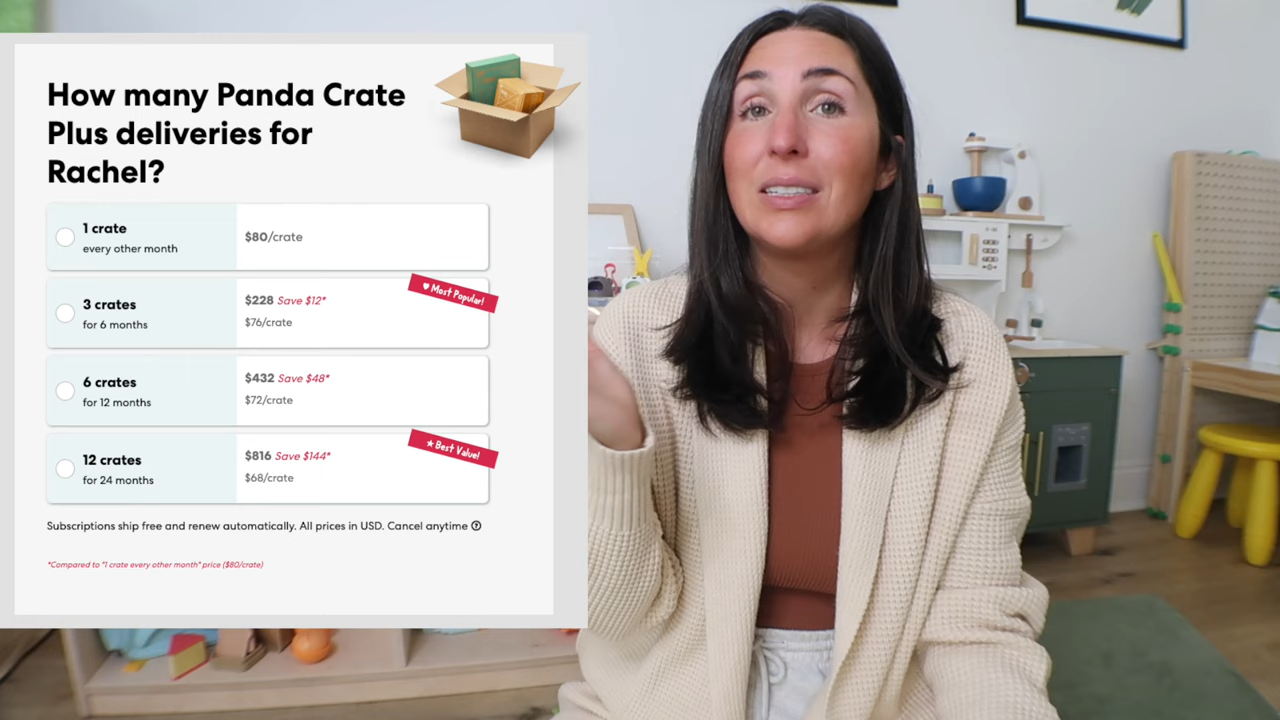 How many Panda Crate
Plus deliveries for
Rachel?
1 crate
every other month
$80/crate
3 crates
for 6 months
$228 Save $12*
$76/crate
♥ Most Popular!
6 crates
for 12 months
$432 Save $48*
$72/crate
12 crates
for 24 months
$816 Save $144*
$68/crate
★ Best Value!
Subscriptions ship free and renew automatically. All prices in USD. Cancel anytime ?
*Compared to "1 crate every other month" price ($80/crate)